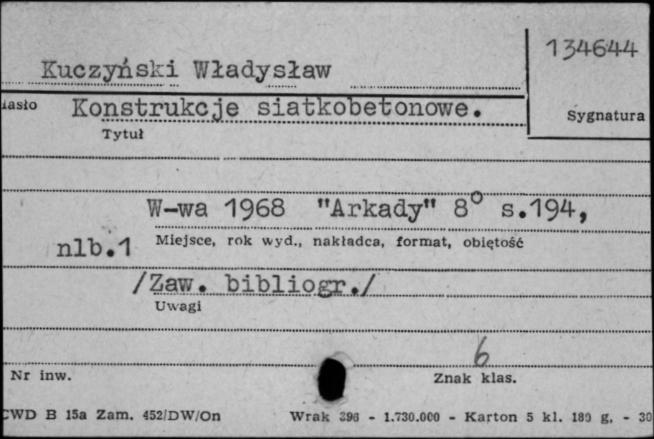 134644
Kuczyński Władysław
Hasło Konstrukcje siatkobetonowe. Sygnatura
Tytuł
W-wa 1968 "Arkady" 8° s.194,
nlb.1 Miejsce, rok wyd., nakładca, format, objętość
/Zaw. bibliogr./
Uwagi
6
Nr inw. Znak klas.
CWD B 15a Zam. 452/DW/On Wrak 396 - 1.730.000 - Karton 5 kl. 180 g. - 30